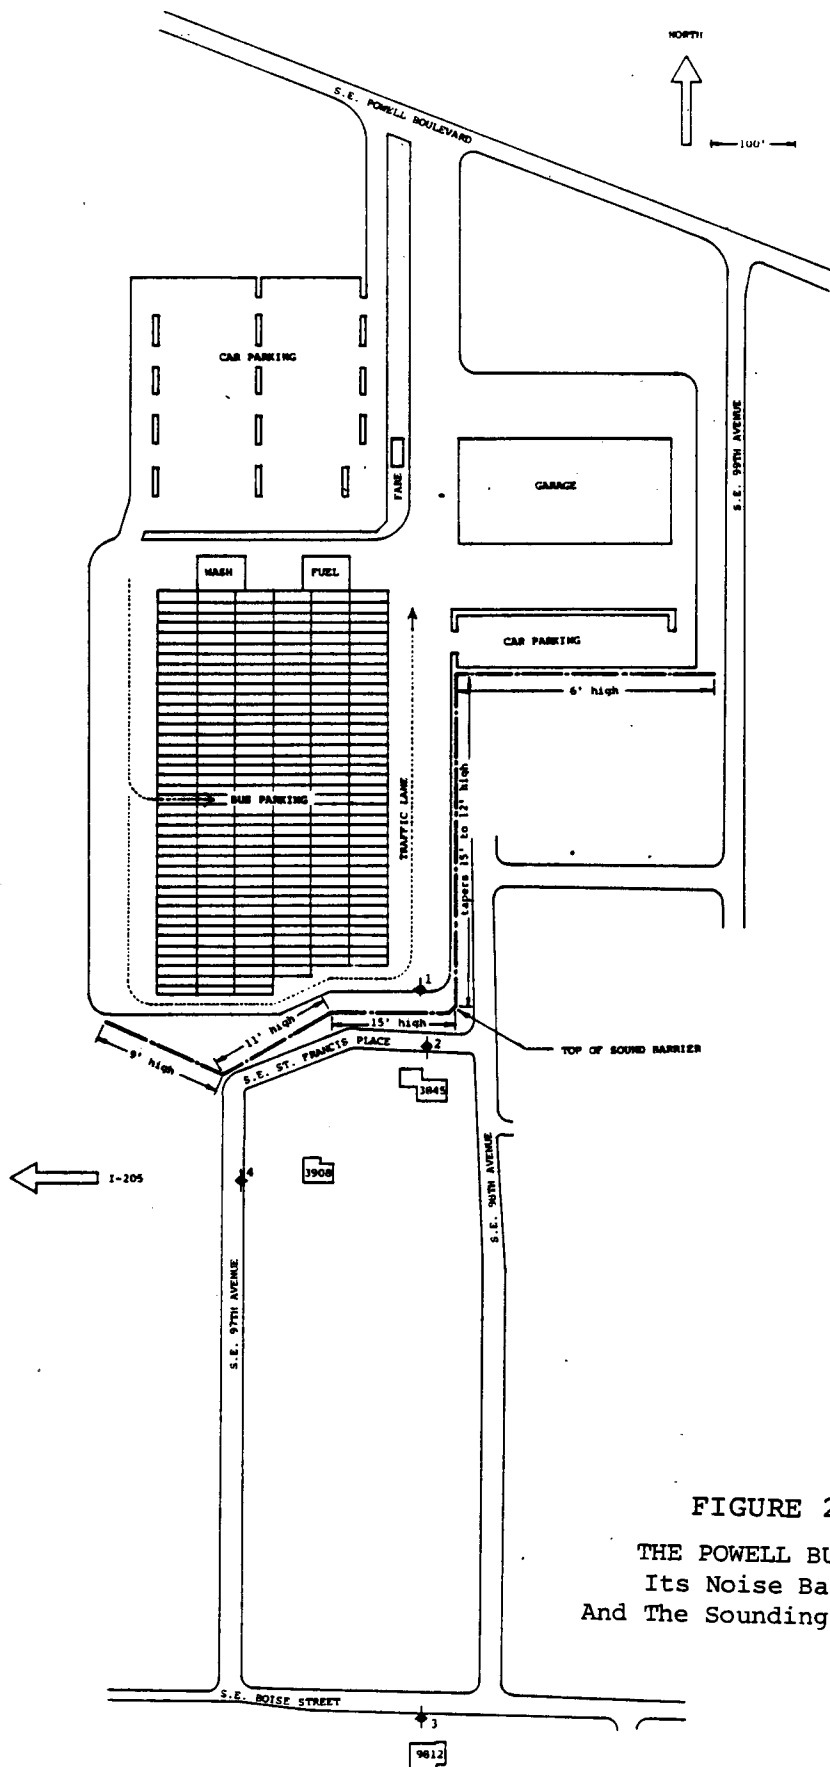 NORTH
S.E. POWELL BOULEVARD
100'
CAR PARKING
S.E. 99TH AVENUE
FARE
GARAGE
WASH
FUEL
CAR PARKING
6' high
BUS PARKING
TRAFFIC LANE
tapers 15' to 12' high
1
11' high
15' high
9' high
2
S.E. ST. FRANCIS PLACE
TOP OF SOUND BARRIER
3845
3908
4
I-205
S.E. 98TH AVENUE
S.E. 97TH AVENUE
FIGURE 2
THE POWELL BU
Its Noise Ba
And The Sounding
S.E. BOISE STREET
3
9812